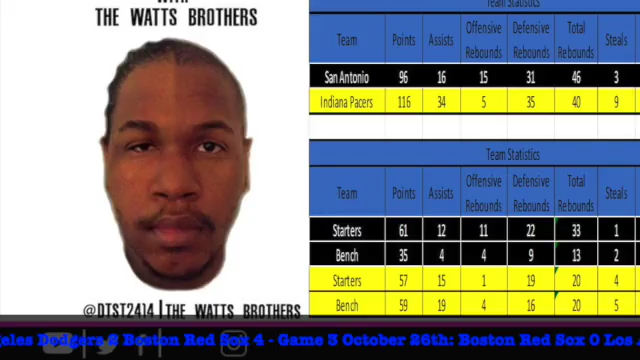 WITH
THE WATTS BROTHERS
@DTST2414 | THE WATTS BROTHERS
Team Statistics
Team Points Assists Offensive Rebounds Defensive Rebounds Total Rebounds Steals
San Antonio 96 16 15 31 46 3
Indiana Pacers 116 34 5 35 40 9
Team Statistics
Team Points Assists Offensive Rebounds Defensive Rebounds Total Rebounds Steals
Starters 61 12 11 22 33 1
Bench 35 4 4 9 13 2
Starters 57 15 1 19 20 4
Bench 59 19 4 16 20 5
geles Dodgers 2 Boston Red Sox 4 - Game 3 October 26th: Boston Red Sox 0 Los